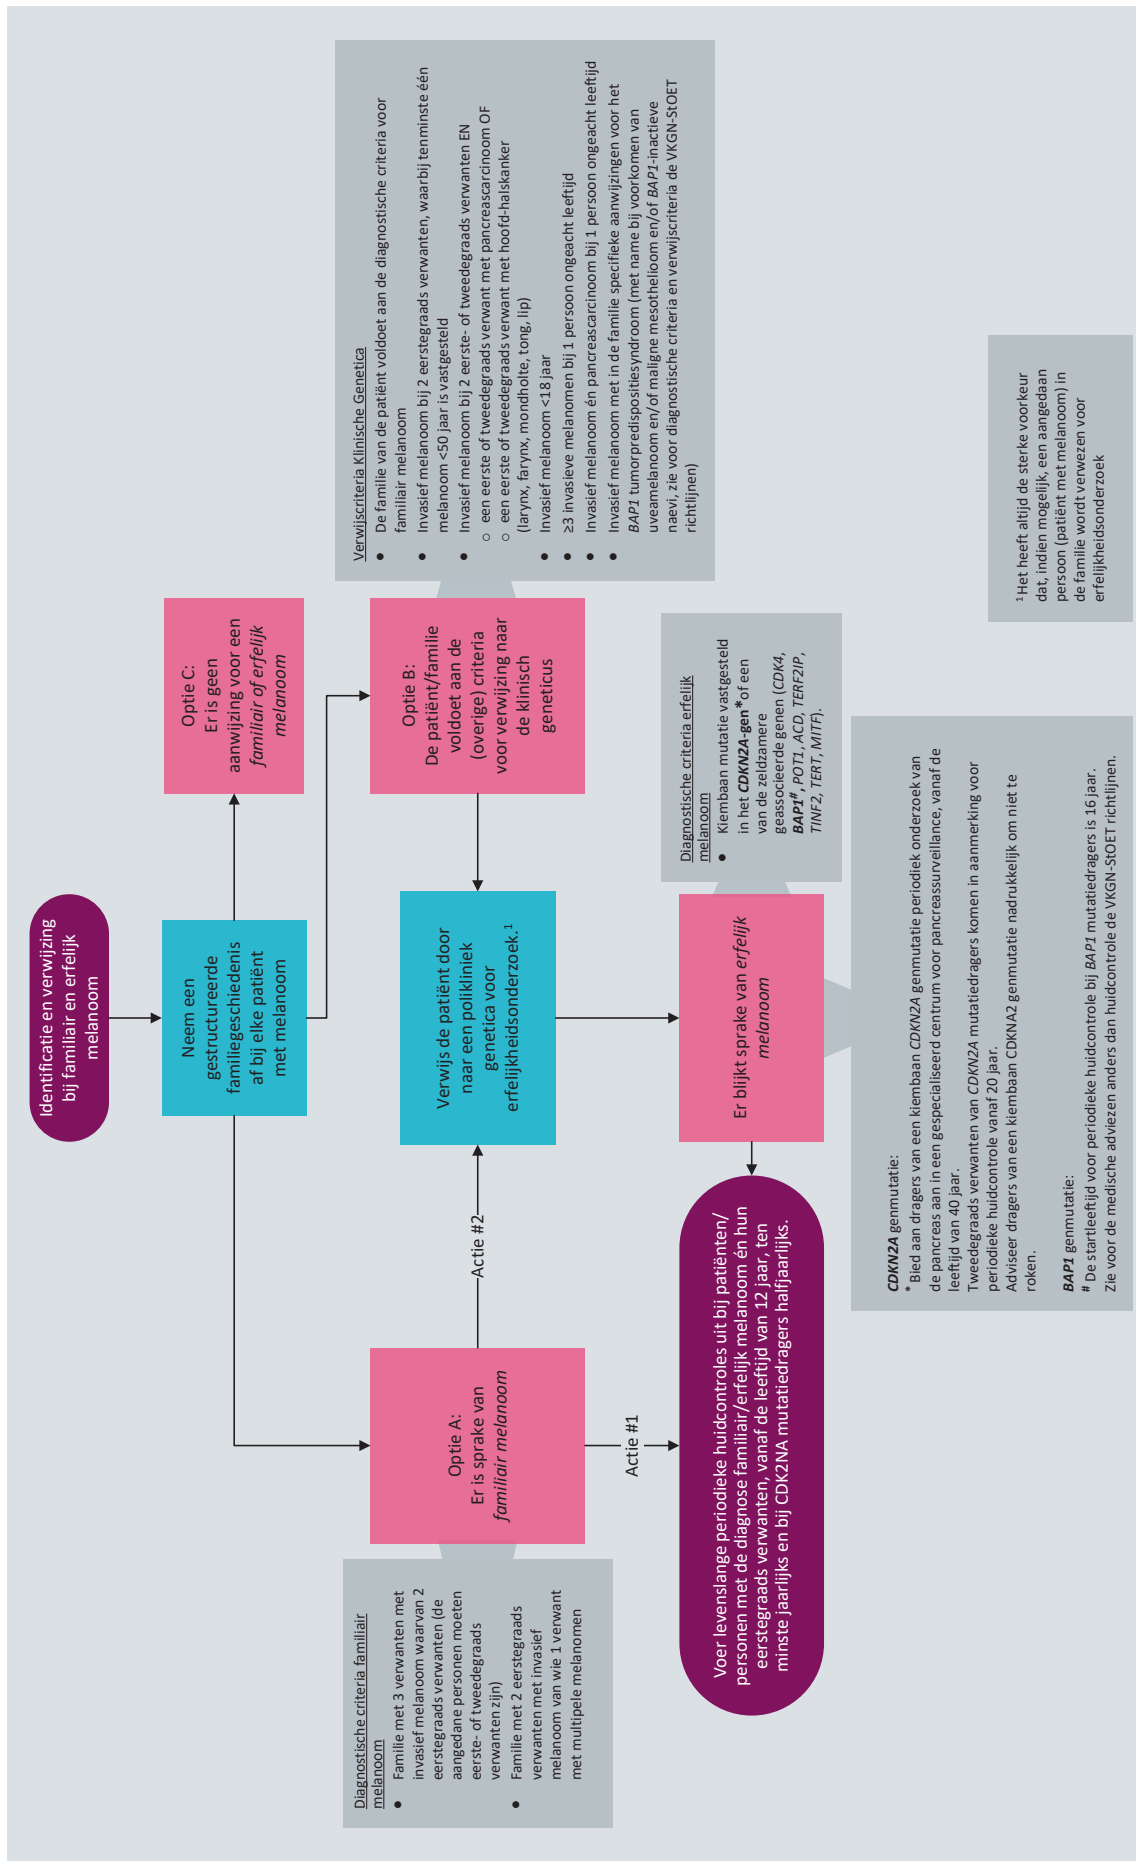 Identificatie en verwijzing
bij familiair en erfelijk
melanoom
Neem een
gestructureerde
familiegeschiedenis
af bij elke patiënt
met melanoom
Optie C:
Er is geen
aanwijzing voor een
familiair of erfelijk
melanoom
Diagnostische criteria familiair
melanoom
● Familie met 3 verwanten met
invasief melanoom waarvan 2
eerstegraads verwanten (de
aangedane personen moeten
eerste- of tweedegraads
verwanten zijn)
● Familie met 2 eerstegraads
verwanten met invasief
melanoom van wie 1 verwant
met multipele melanomen
Optie A:
Er is sprake van
familiair melanoom
Actie #2
Verwijs de patiënt door
naar een polikliniek
genetica voor
erfelijkheidsonderzoek.¹
Optie B:
De patiënt/familie
voldoet aan de
(overige) criteria
voor verwijzing naar
de klinisch
geneticus
Verwijscriteria Klinische Genetica
● De familie van de patiënt voldoet aan de diagnostische criteria voor
familiair melanoom
● Invasief melanoom bij 2 eerstegraads verwanten, waarbij tenminste één
melanoom <50 jaar is vastgesteld
● Invasief melanoom bij 2 eerste- of tweedegraads verwanten EN
○ een eerste of tweedegraads verwant met pancreascarcinoom OF
○ een eerste of tweedegraads verwant met hoofd-halskanker
(larynx, farynx, mondholte, tong, lip)
● Invasief melanoom <18 jaar
● ≥3 invasieve melanomen bij 1 persoon ongeacht leeftijd
● Invasief melanoom én pancreascarcinoom bij 1 persoon ongeacht leeftijd
● Invasief melanoom met in de familie specifieke aanwijzingen voor het
BAP1 tumorpredispositiesyndroom (met name bij voorkomen van
uveamelanoom en/of maligne mesothelioom en/of BAP1-inactieve
naevi, zie voor diagnostische criteria en verwijscriteria de VKGN-StOET
richtlijnen)
Actie #1
Voer levenslange periodieke huidcontroles uit bij patiënten/
personen met de diagnose familiair/erfelijk melanoom én hun
eerstegraads verwanten, vanaf de leeftijd van 12 jaar, ten
minste jaarlijks en bij CDK2NA mutatiedragers halfjaarlijks.
Er blijkt sprake van erfelijk
melanoom
Diagnostische criteria erfelijk
melanoom
● Kiembaan mutatie vastgesteld
in het CDKN2A-gen* of een
van de zeldzamere
geassocieerde genen (CDK4,
BAP1#, POT1, ACD, TERF2IP,
TINF2, TERT, MITF).
CDKN2A genmutatie:
* Bied aan dragers van een kiembaan CDKN2A genmutatie periodiek onderzoek van
de pancreas aan in een gespecialiseerd centrum voor pancreassurveillance, vanaf de
leeftijd van 40 jaar.
Tweedegraads verwanten van CDKN2A mutatiedragers komen in aanmerking voor
periodieke huidcontrole vanaf 20 jaar.
Adviseer dragers van een kiembaan CDKNA2 genmutatie nadrukkelijk om niet te
roken.
BAP1 genmutatie:
# De startleeftijd voor periodieke huidcontrole bij BAP1 mutatiedragers is 16 jaar.
Zie voor de medische adviezen anders dan huidcontrole de VKGN-StOET richtlijnen.
¹ Het heeft altijd de sterke voorkeur
dat, indien mogelijk, een aangedaan
persoon (patiënt met melanoom) in
de familie wordt verwezen voor
erfelijkheidsonderzoek